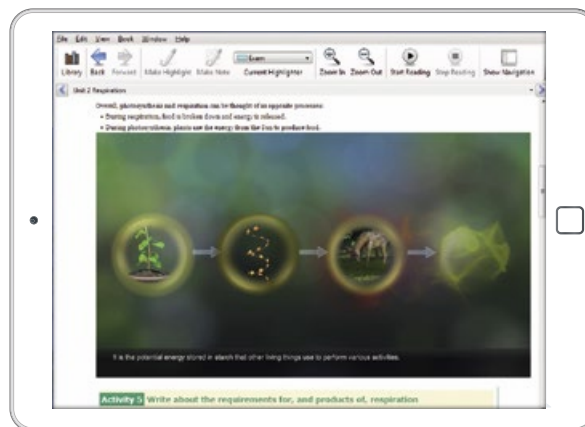 File Edit View Book Window Help
Exam
Library Back Forward Make Highlight Make Note Current Highlighter Zoom In Zoom Out Start Reading Stop Reading Show Navigation
Unit 2 Respiration
Overall, photosynthesis and respiration can be thought of as opposite processes:
• During respiration, food is broken down and energy is released.
• During photosynthesis, plants use the energy from the Sun to produce food.
It is the potential energy stored in starch that other living things use to perform various activities.
Activity 5 Write about the requirements for, and products of, respiration